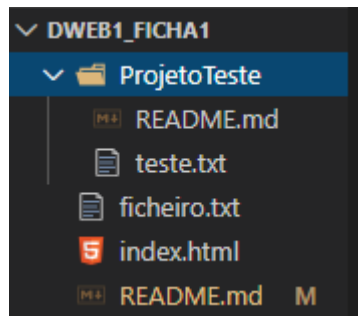 DWEB1_FICHA1
ProjetoTeste
README.md
teste.txt
ficheiro.txt
index.html
README.md M